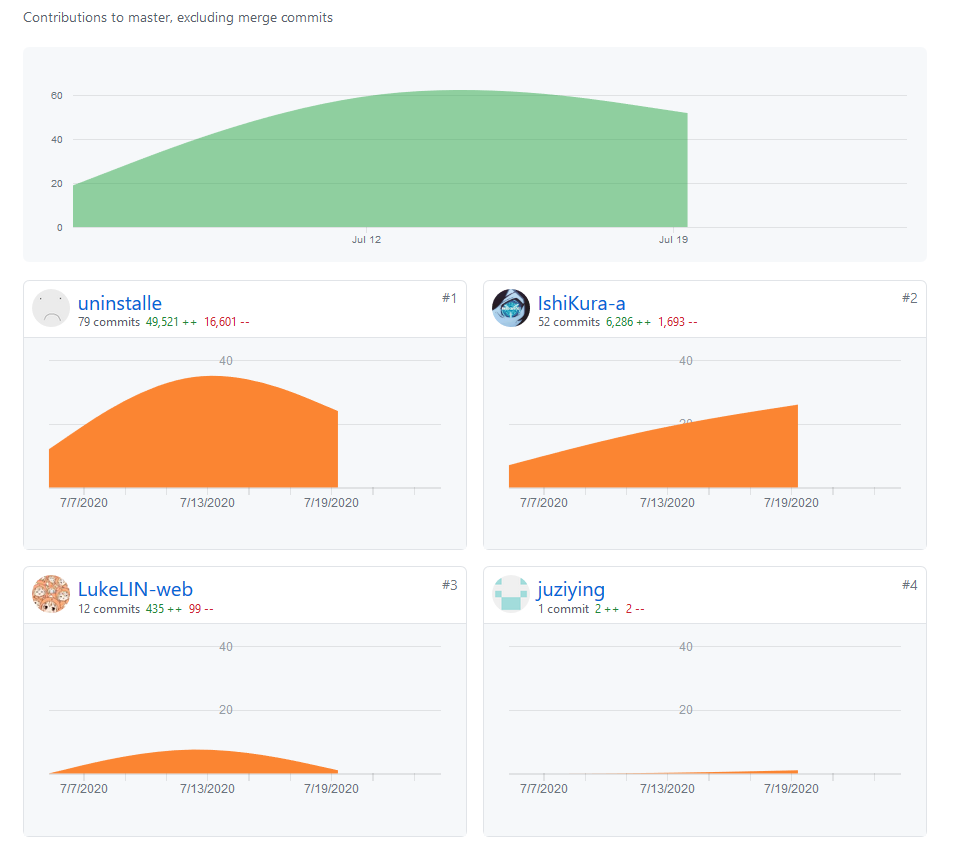 Contributions to master, excluding merge commits
60
40
20
0
Jul 12
Jul 19
uninstalle
#1
79 commits 49,521 ++ 16,601 --
40
7/7/2020
7/13/2020
7/19/2020
IshiKura-a
#2
52 commits 6,286 ++ 1,693 --
40
20
7/7/2020
7/13/2020
7/19/2020
LukeLIN-web
#3
12 commits 435 ++ 99 --
40
20
7/7/2020
7/13/2020
7/19/2020
juziying
#4
1 commit 2 ++ 2 --
40
20
7/7/2020
7/13/2020
7/19/2020